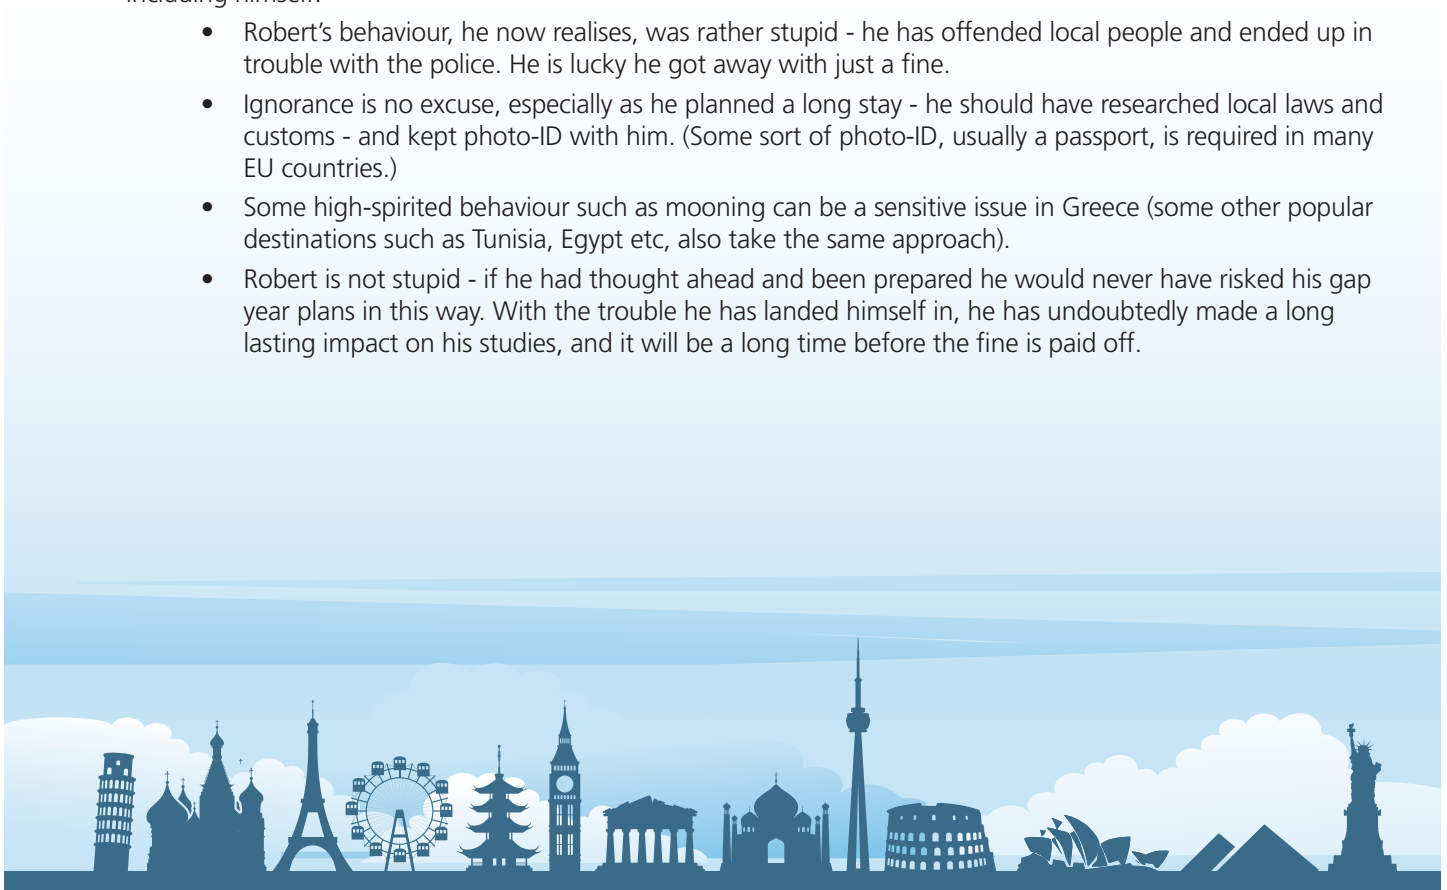 including himself.
• Robert's behaviour, he now realises, was rather stupid - he has offended local people and ended up in
trouble with the police. He is lucky he got away with just a fine.
• Ignorance is no excuse, especially as he planned a long stay - he should have researched local laws and
customs - and kept photo-ID with him. (Some sort of photo-ID, usually a passport, is required in many
EU countries.)
• Some high-spirited behaviour such as mooning can be a sensitive issue in Greece (some other popular
destinations such as Tunisia, Egypt etc, also take the same approach).
• Robert is not stupid - if he had thought ahead and been prepared he would never have risked his gap
year plans in this way. With the trouble he has landed himself in, he has undoubtedly made a long
lasting impact on his studies, and it will be a long time before the fine is paid off.